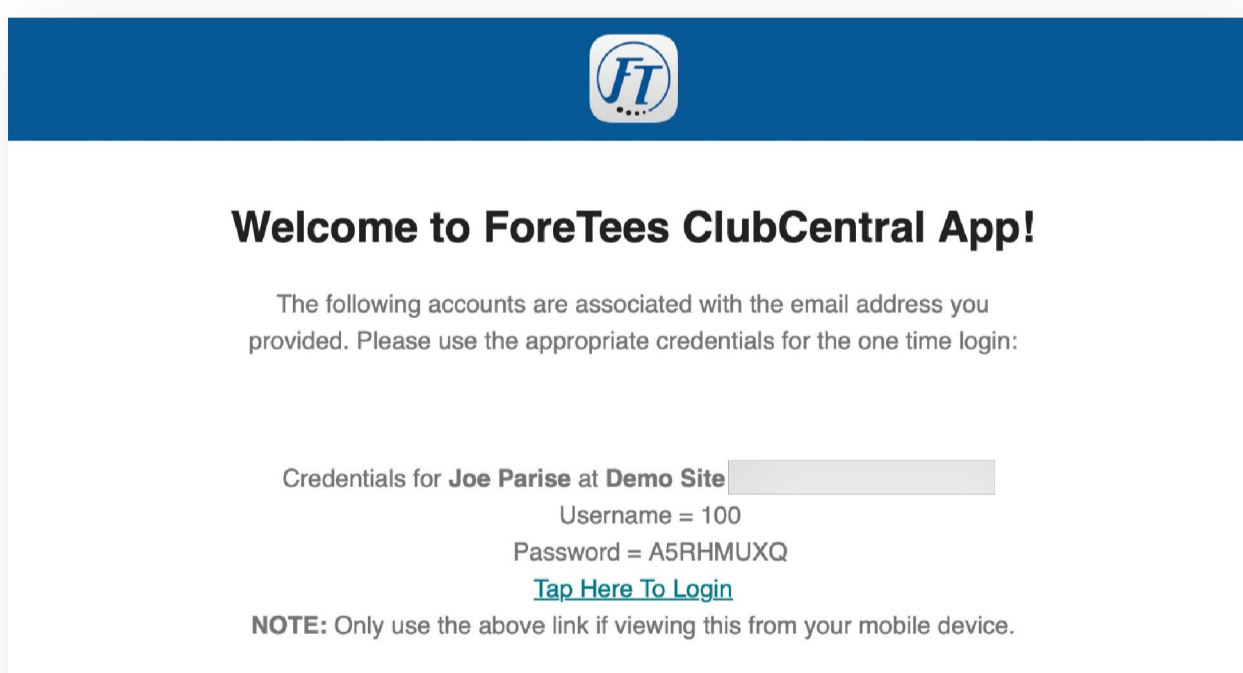 FT
Welcome to ForeTees ClubCentral App!
The following accounts are associated with the email address you
provided. Please use the appropriate credentials for the one time login:
Credentials for Joe Parise at Demo Site
Username = 100
Password = A5RHMUXQ
Tap Here To Login
NOTE: Only use the above link if viewing this from your mobile device.